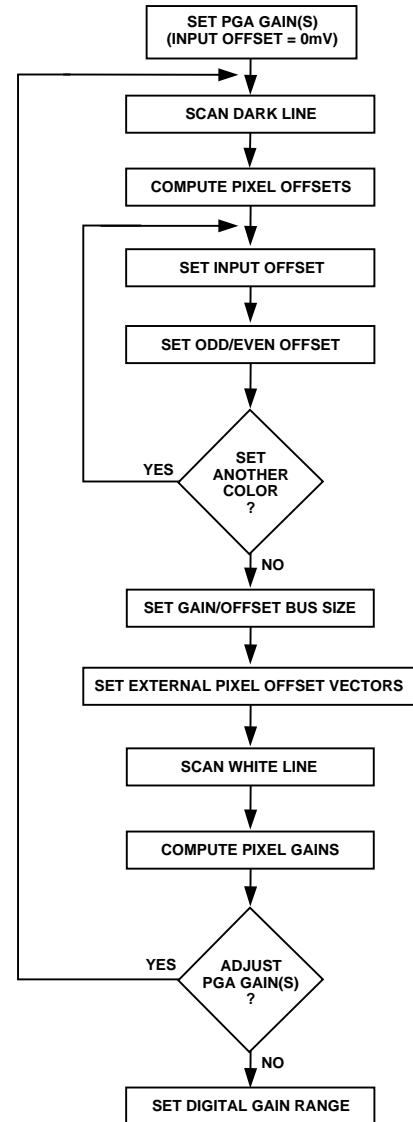 SET PGA GAIN(S)
(INPUT OFFSET = 0mV)
SCAN DARK LINE
COMPUTE PIXEL OFFSETS
SET INPUT OFFSET
SET ODD/EVEN OFFSET
YES
SET
ANOTHER
COLOR
?
NO
SET GAIN/OFFSET BUS SIZE
SET EXTERNAL PIXEL OFFSET VECTORS
SCAN WHITE LINE
COMPUTE PIXEL GAINS
YES
ADJUST
PGA GAIN(S)
?
NO
SET DIGITAL GAIN RANGE